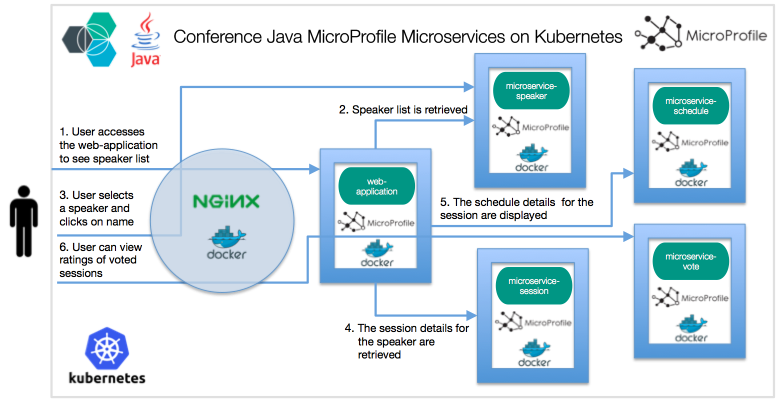 Java
Conference Java MicroProfile Microservices on Kubernetes
MicroProfile
1. User accesses
the web-application
to see speaker list
3. User selects
a speaker and
clicks on name
6. User can view
ratings of voted
sessions
NGINX
docker
2. Speaker list is retrieved
web-
application
MicroProfile
docker
microservice-
speaker
MicroProfile
docker
microservice-
schedule
MicroProfile
docker
5. The schedule details for the
session are displayed
microservice-
session
MicroProfile
docker
microservice-
vote
MicroProfile
docker
4. The session details for
the speaker are
retrieved
kubernetes